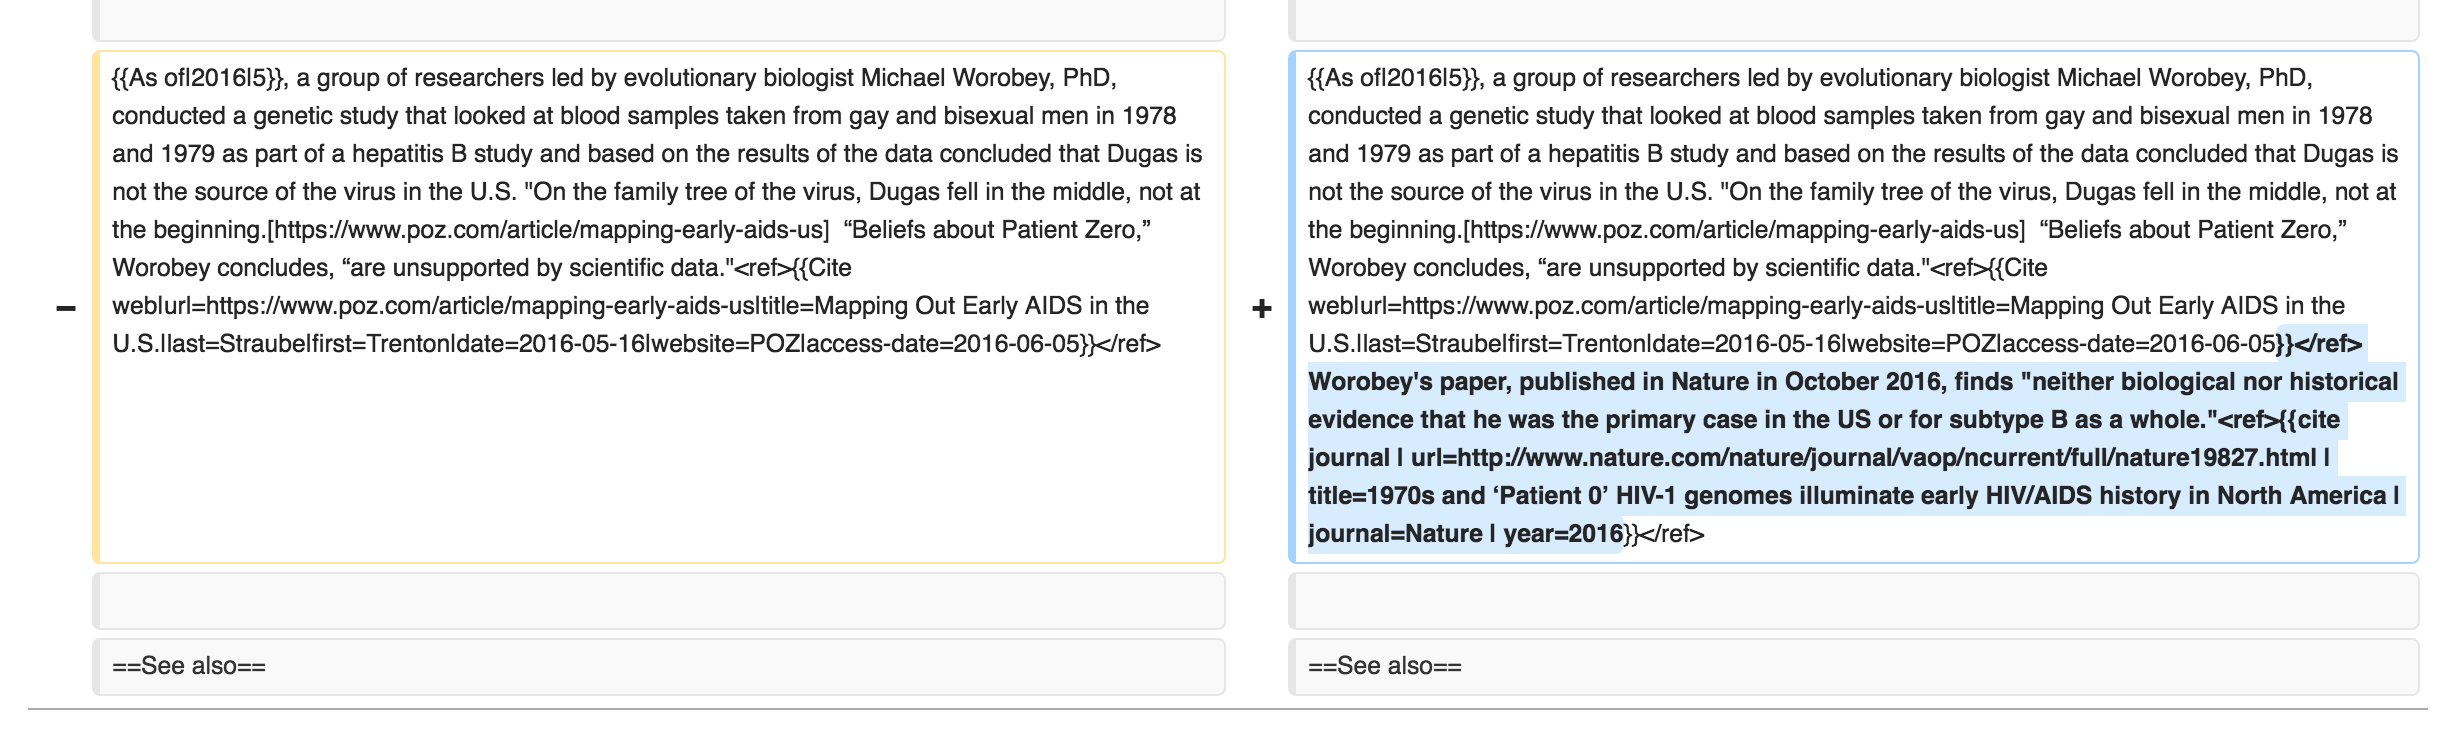 {{As of|2016|5}}, a group of researchers led by evolutionary biologist Michael Worobey, PhD,
conducted a genetic study that looked at blood samples taken from gay and bisexual men in 1978
and 1979 as part of a hepatitis B study and based on the results of the data concluded that Dugas is
not the source of the virus in the U.S. "On the family tree of the virus, Dugas fell in the middle, not at
the beginning.[https://www.poz.com/article/mapping-early-aids-us]  “Beliefs about Patient Zero,”
Worobey concludes, “are unsupported by scientific data."<ref>{{Cite
− web|url=https://www.poz.com/article/mapping-early-aids-us|title=Mapping Out Early AIDS in the
U.S.|last=Straube|first=Trenton|date=2016-05-16|website=POZ|access-date=2016-06-05}}</ref>
==See also==
{{As of|2016|5}}, a group of researchers led by evolutionary biologist Michael Worobey, PhD,
conducted a genetic study that looked at blood samples taken from gay and bisexual men in 1978
and 1979 as part of a hepatitis B study and based on the results of the data concluded that Dugas is
not the source of the virus in the U.S. "On the family tree of the virus, Dugas fell in the middle, not at
the beginning.[https://www.poz.com/article/mapping-early-aids-us]  “Beliefs about Patient Zero,”
Worobey concludes, “are unsupported by scientific data."<ref>{{Cite
+ web|url=https://www.poz.com/article/mapping-early-aids-us|title=Mapping Out Early AIDS in the
U.S.|last=Straube|first=Trenton|date=2016-05-16|website=POZ|access-date=2016-06-05}}</ref>
Worobey's paper, published in Nature in October 2016, finds "neither biological nor historical
evidence that he was the primary case in the US or for subtype B as a whole."<ref>{{cite
journal | url=http://www.nature.com/nature/journal/vaop/ncurrent/full/nature19827.html |
title=1970s and ‘Patient 0’ HIV-1 genomes illuminate early HIV/AIDS history in North America |
journal=Nature | year=2016}}</ref>
==See also==